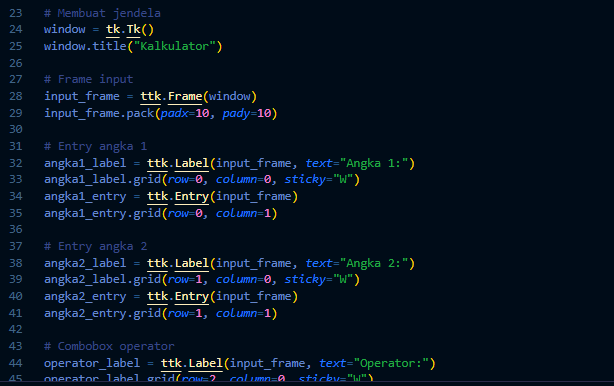 23 # Membuat jendela
24 window = tk.Tk()
25 window.title("Kalkulator")
26
27 # Frame input
28 input_frame = ttk.Frame(window)
29 input_frame.pack(padx=10, pady=10)
30
31 # Entry angka 1
32 angka1_label = ttk.Label(input_frame, text="Angka 1:")
33 angka1_label.grid(row=0, column=0, sticky="W")
34 angka1_entry = ttk.Entry(input_frame)
35 angka1_entry.grid(row=0, column=1)
36
37 # Entry angka 2
38 angka2_label = ttk.Label(input_frame, text="Angka 2:")
39 angka2_label.grid(row=1, column=0, sticky="W")
40 angka2_entry = ttk.Entry(input_frame)
41 angka2_entry.grid(row=1, column=1)
42
43 # Combobox operator
44 operator_label = ttk.Label(input_frame, text="Operator:")
45 operator_label.grid(row=2, column=0, sticky="W")